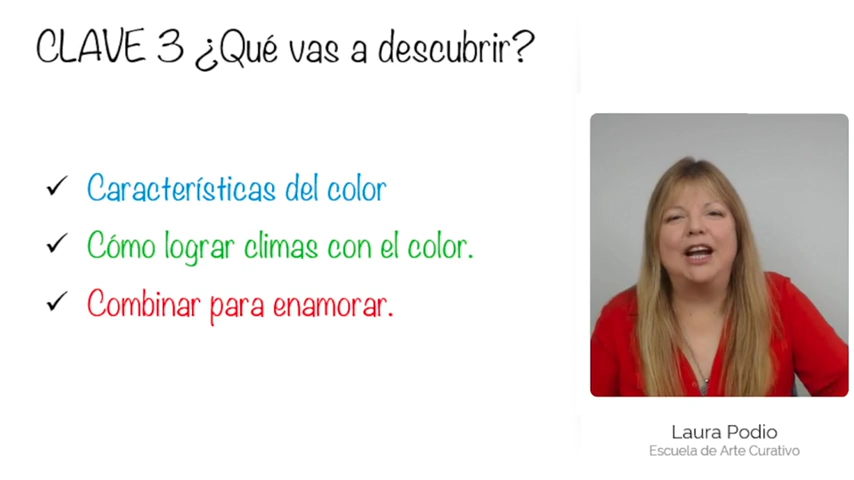 CLAVE 3 ¿Qué vas a descubrir?
✓ Características del color
✓ Cómo lograr climas con el color.
✓ Combinar para enamorar.
Laura Podio
Escuela de Arte Curativo